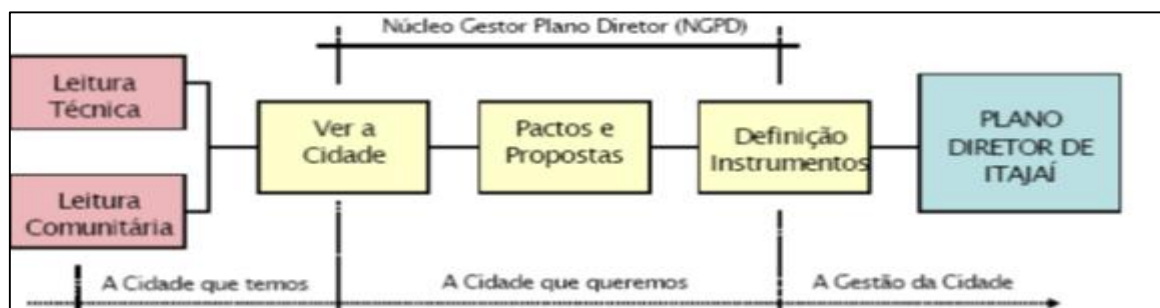 Núcleo Gestor Plano Diretor (NGPD)
Leitura
Técnica
Leitura
Comunitária
Ver a
Cidade
Pactos e
Propostas
Definição
Instrumentos
PLANO
DIRETOR DE
ITAJAÍ
A Cidade que temos
A Cidade que queremos
A Gestão da Cidade